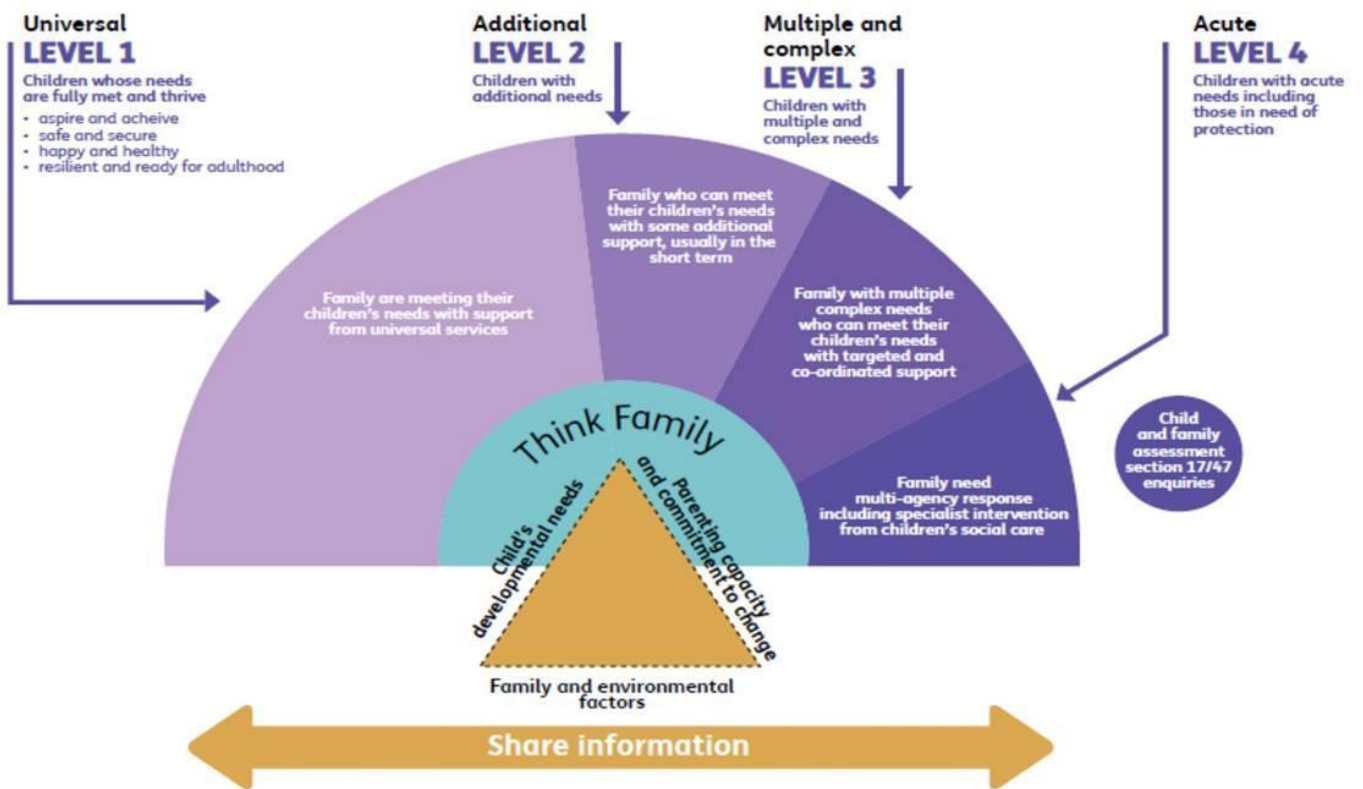 Universal
LEVEL 1
Children whose needs
are fully met and thrive
• aspire and acheive
• safe and secure
• happy and healthy
• resilient and ready for adulthood
Additional
LEVEL 2
Children with
additional needs
Multiple and
complex
LEVEL 3
Children with
multiple and
complex needs
Acute
LEVEL 4
Children with acute
needs including
those in need of
protection
Family are meeting their
children's needs with support
from universal services
Family who can meet
their children's needs
with some additional
support, usually in the
short term
Family with multiple
complex needs
who can meet their
children's needs
with targeted and
co-ordinated support
Family need
multi-agency response
including specialist intervention
from children's social care
Child
and family
assessment
section 17/47
enquiries
Think Family
Child's
developmental needs
Parenting capacity
and commitment to change
Family and environmental
factors
Share information